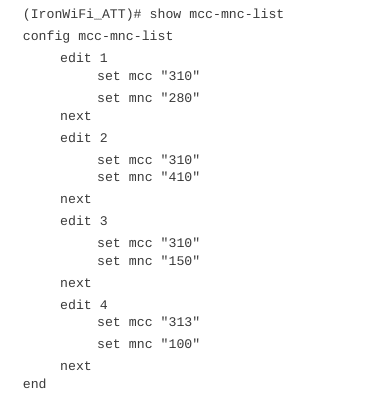 (IronWiFi_ATT)# show mcc-mnc-list
config mcc-mnc-list
edit 1
set mcc "310"
set mnc "280"
next
edit 2
set mcc "310"
set mnc "410"
next
edit 3
set mcc "310"
set mnc "150"
next
edit 4
set mcc "313"
set mnc "100"
next
end